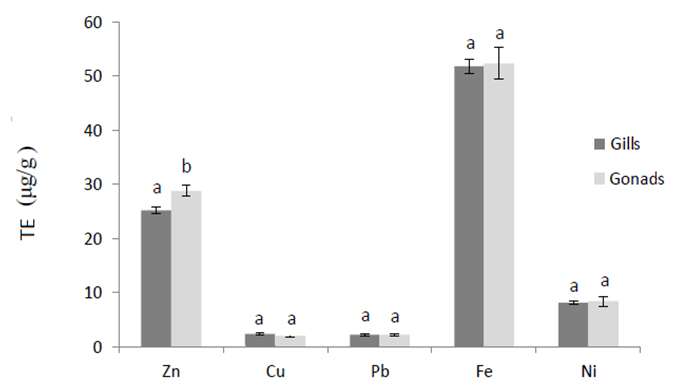 60
50
40
30
20
10
0
TE (µg/g )
a b
a a
a a
a a
a a
Zn Cu Pb Fe Ni
Gills
Gonads